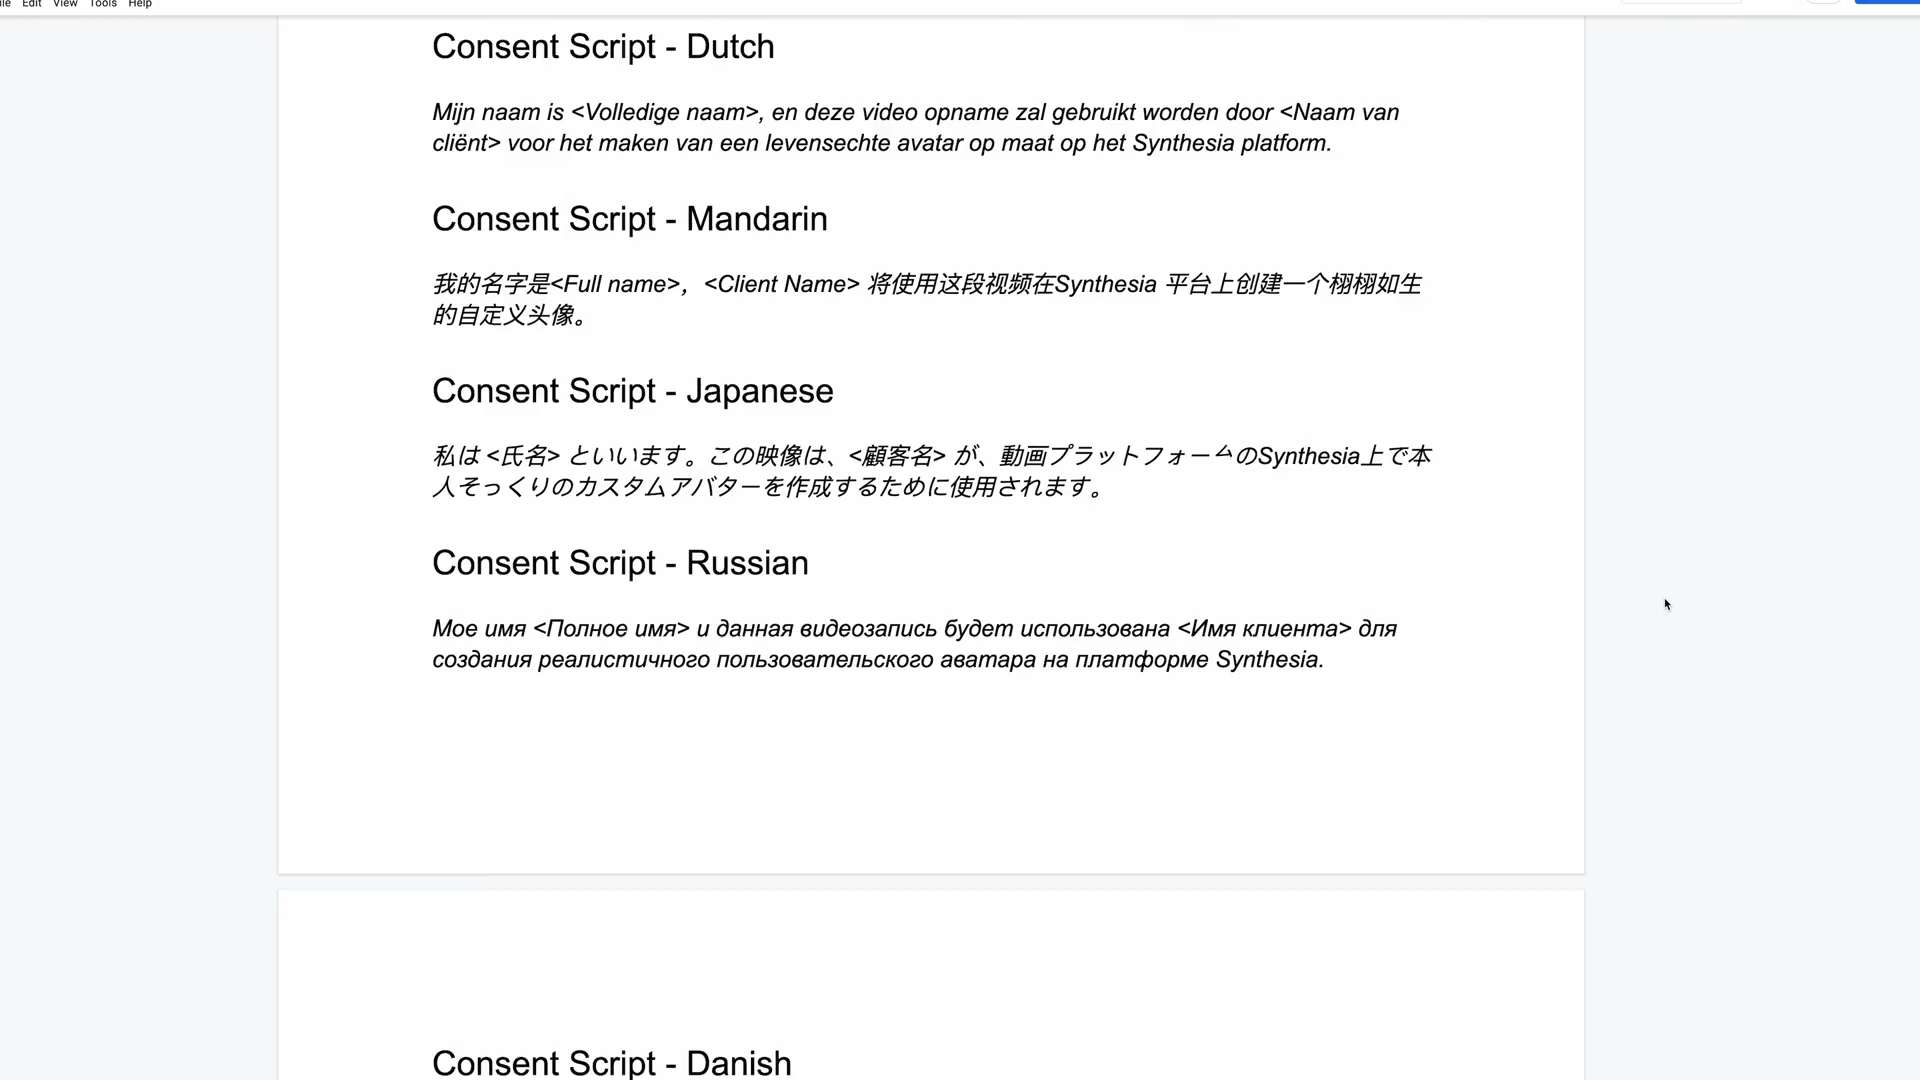 Edit View Tools Help
Consent Script - Dutch
Mijn naam is <Volledige naam>, en deze video opname zal gebruikt worden door <Naam van
cliënt> voor het maken van een levensechte avatar op maat op het Synthesia platform.
Consent Script - Mandarin
我的名字是<Full name>，<Client Name> 将使用这段视频在Synthesia 平台上创建一个栩栩如生
的自定义头像。
Consent Script - Japanese
私は <氏名> といいます。この映像は、<顧客名> が、動画プラットフォームのSynthesia上で本
人そっくりのカスタムアバターを作成するために使用されます。
Consent Script - Russian
Мое имя <Полное имя> и данная видеозапись будет использована <Имя клиента> для
создания реалистичного пользовательского аватара на платформе Synthesia.
Consent Script - Danish